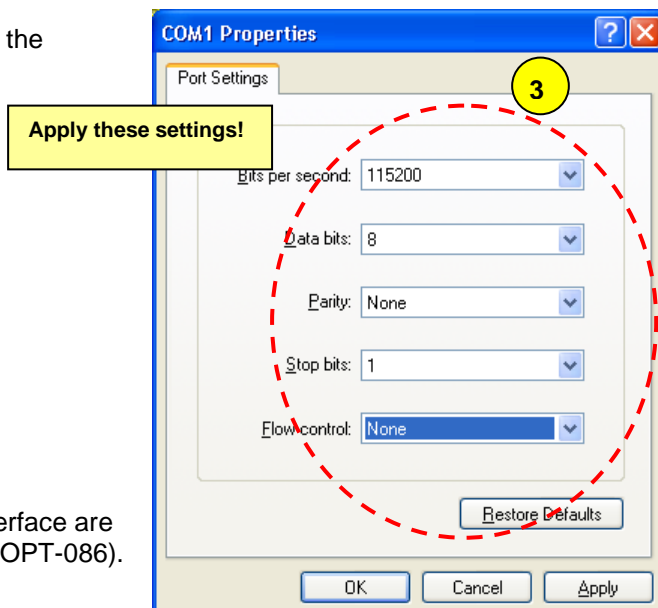 the
COM1 Properties
Port Settings
3
Apply these settings!
Bits per second: 115200
Data bits: 8
Parity: None
Stop bits: 1
Flow control: None
Restore Defaults
erface are
OPT-086).
OK Cancel Apply